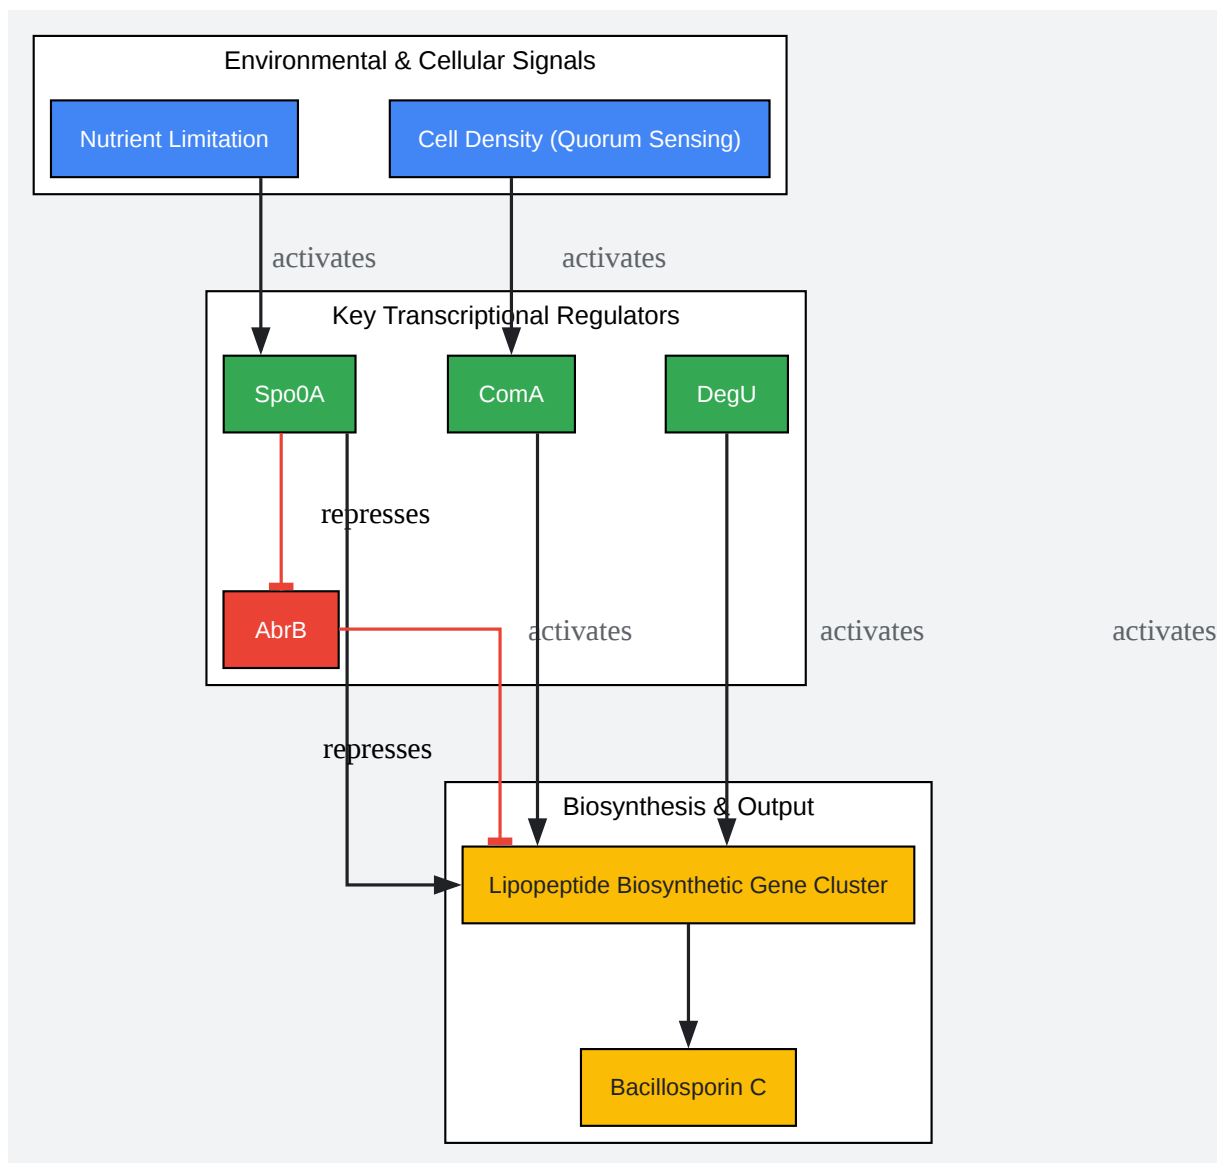 Environmental & Cellular Signals
Nutrient Limitation
Cell Density (Quorum Sensing)
activates
activates
Key Transcriptional Regulators
Spo0A
ComA
DegU
represses
AbrB
activates
activates
activates
represses
Biosynthesis & Output
Lipopeptide Biosynthetic Gene Cluster
Bacillosporin C